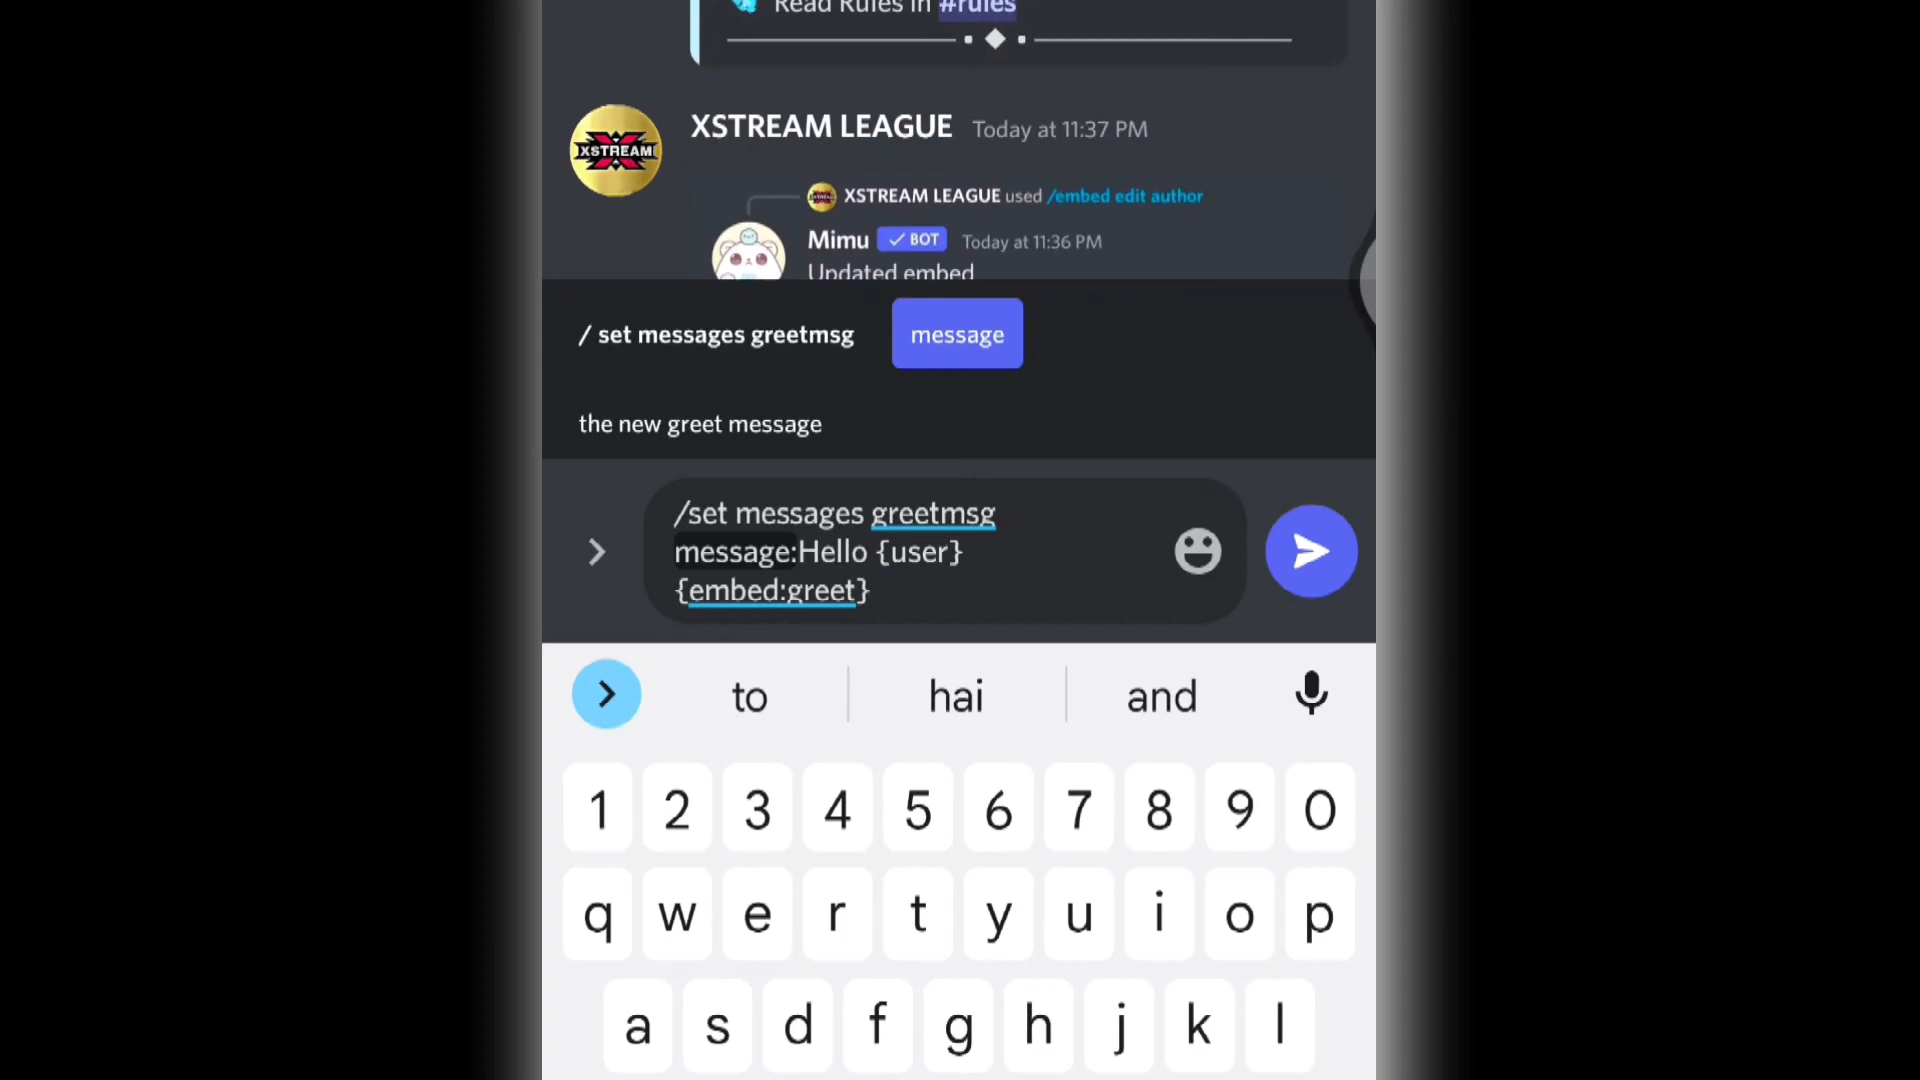 Read Rules in #rules
XSTREAM LEAGUE Today at 11:37 PM
XSTREAM
XSTREAM LEAGUE used /embed edit author
Mimu ✓ BOT Today at 11:36 PM
Updated embed
/ set messages greetmsg message
the new greet message
/set messages greetmsg
message:Hello {user}
{embed:greet}
to hai and
1 2 3 4 5 6 7 8 9 0
q w e r t y u i o p
a s d f g h j k l